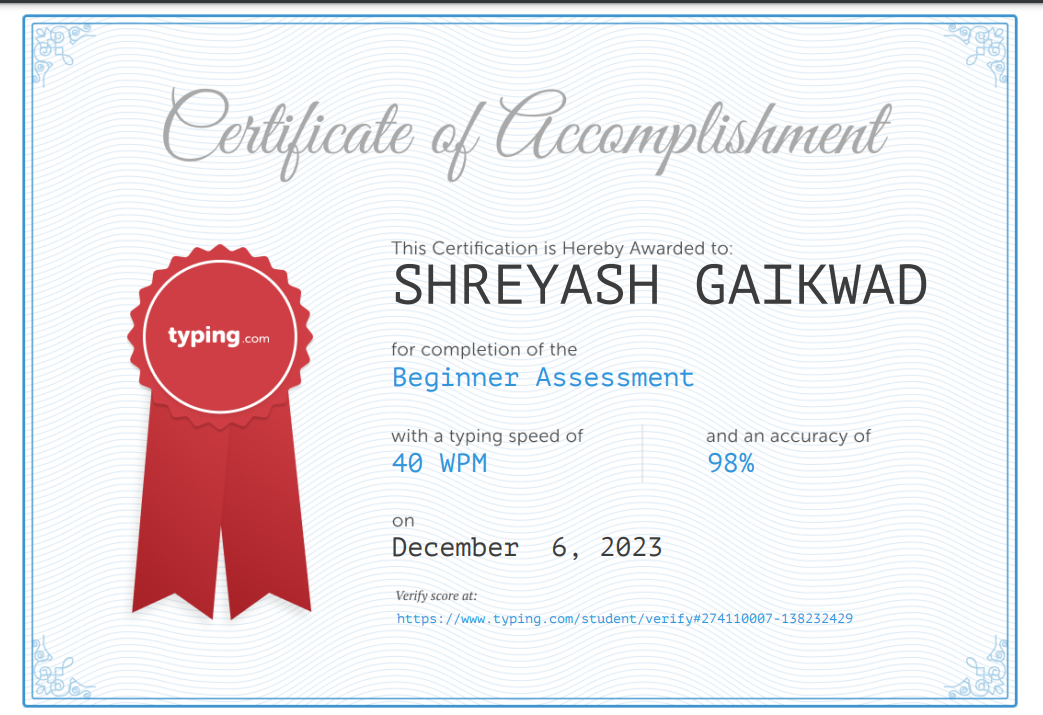 Certificate of Accomplishment
This Certification is Hereby Awarded to:
SHREYASH GAIKWAD
typing.com
for completion of the
Beginner Assessment
with a typing speed of
40 WPM
and an accuracy of
98%
on
December 6, 2023
Verify score at:
https://www.typing.com/student/verify#274110007-138232429